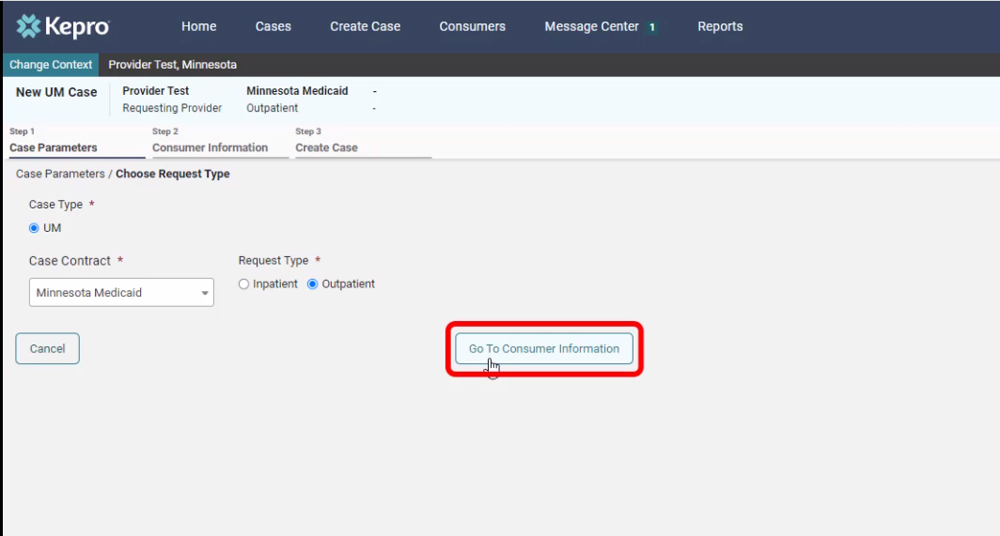 Kepro Home Cases Create Case Consumers Message Center 1 Reports
Change Context Provider Test, Minnesota
New UM Case Provider Test Minnesota Medicaid -
Requesting Provider Outpatient -
Step 1 Step 2 Step 3
Case Parameters Consumer Information Create Case
Case Parameters / Choose Request Type
Case Type *
UM
Case Contract * Request Type *
Minnesota Medicaid Inpatient Outpatient
Cancel Go To Consumer Information